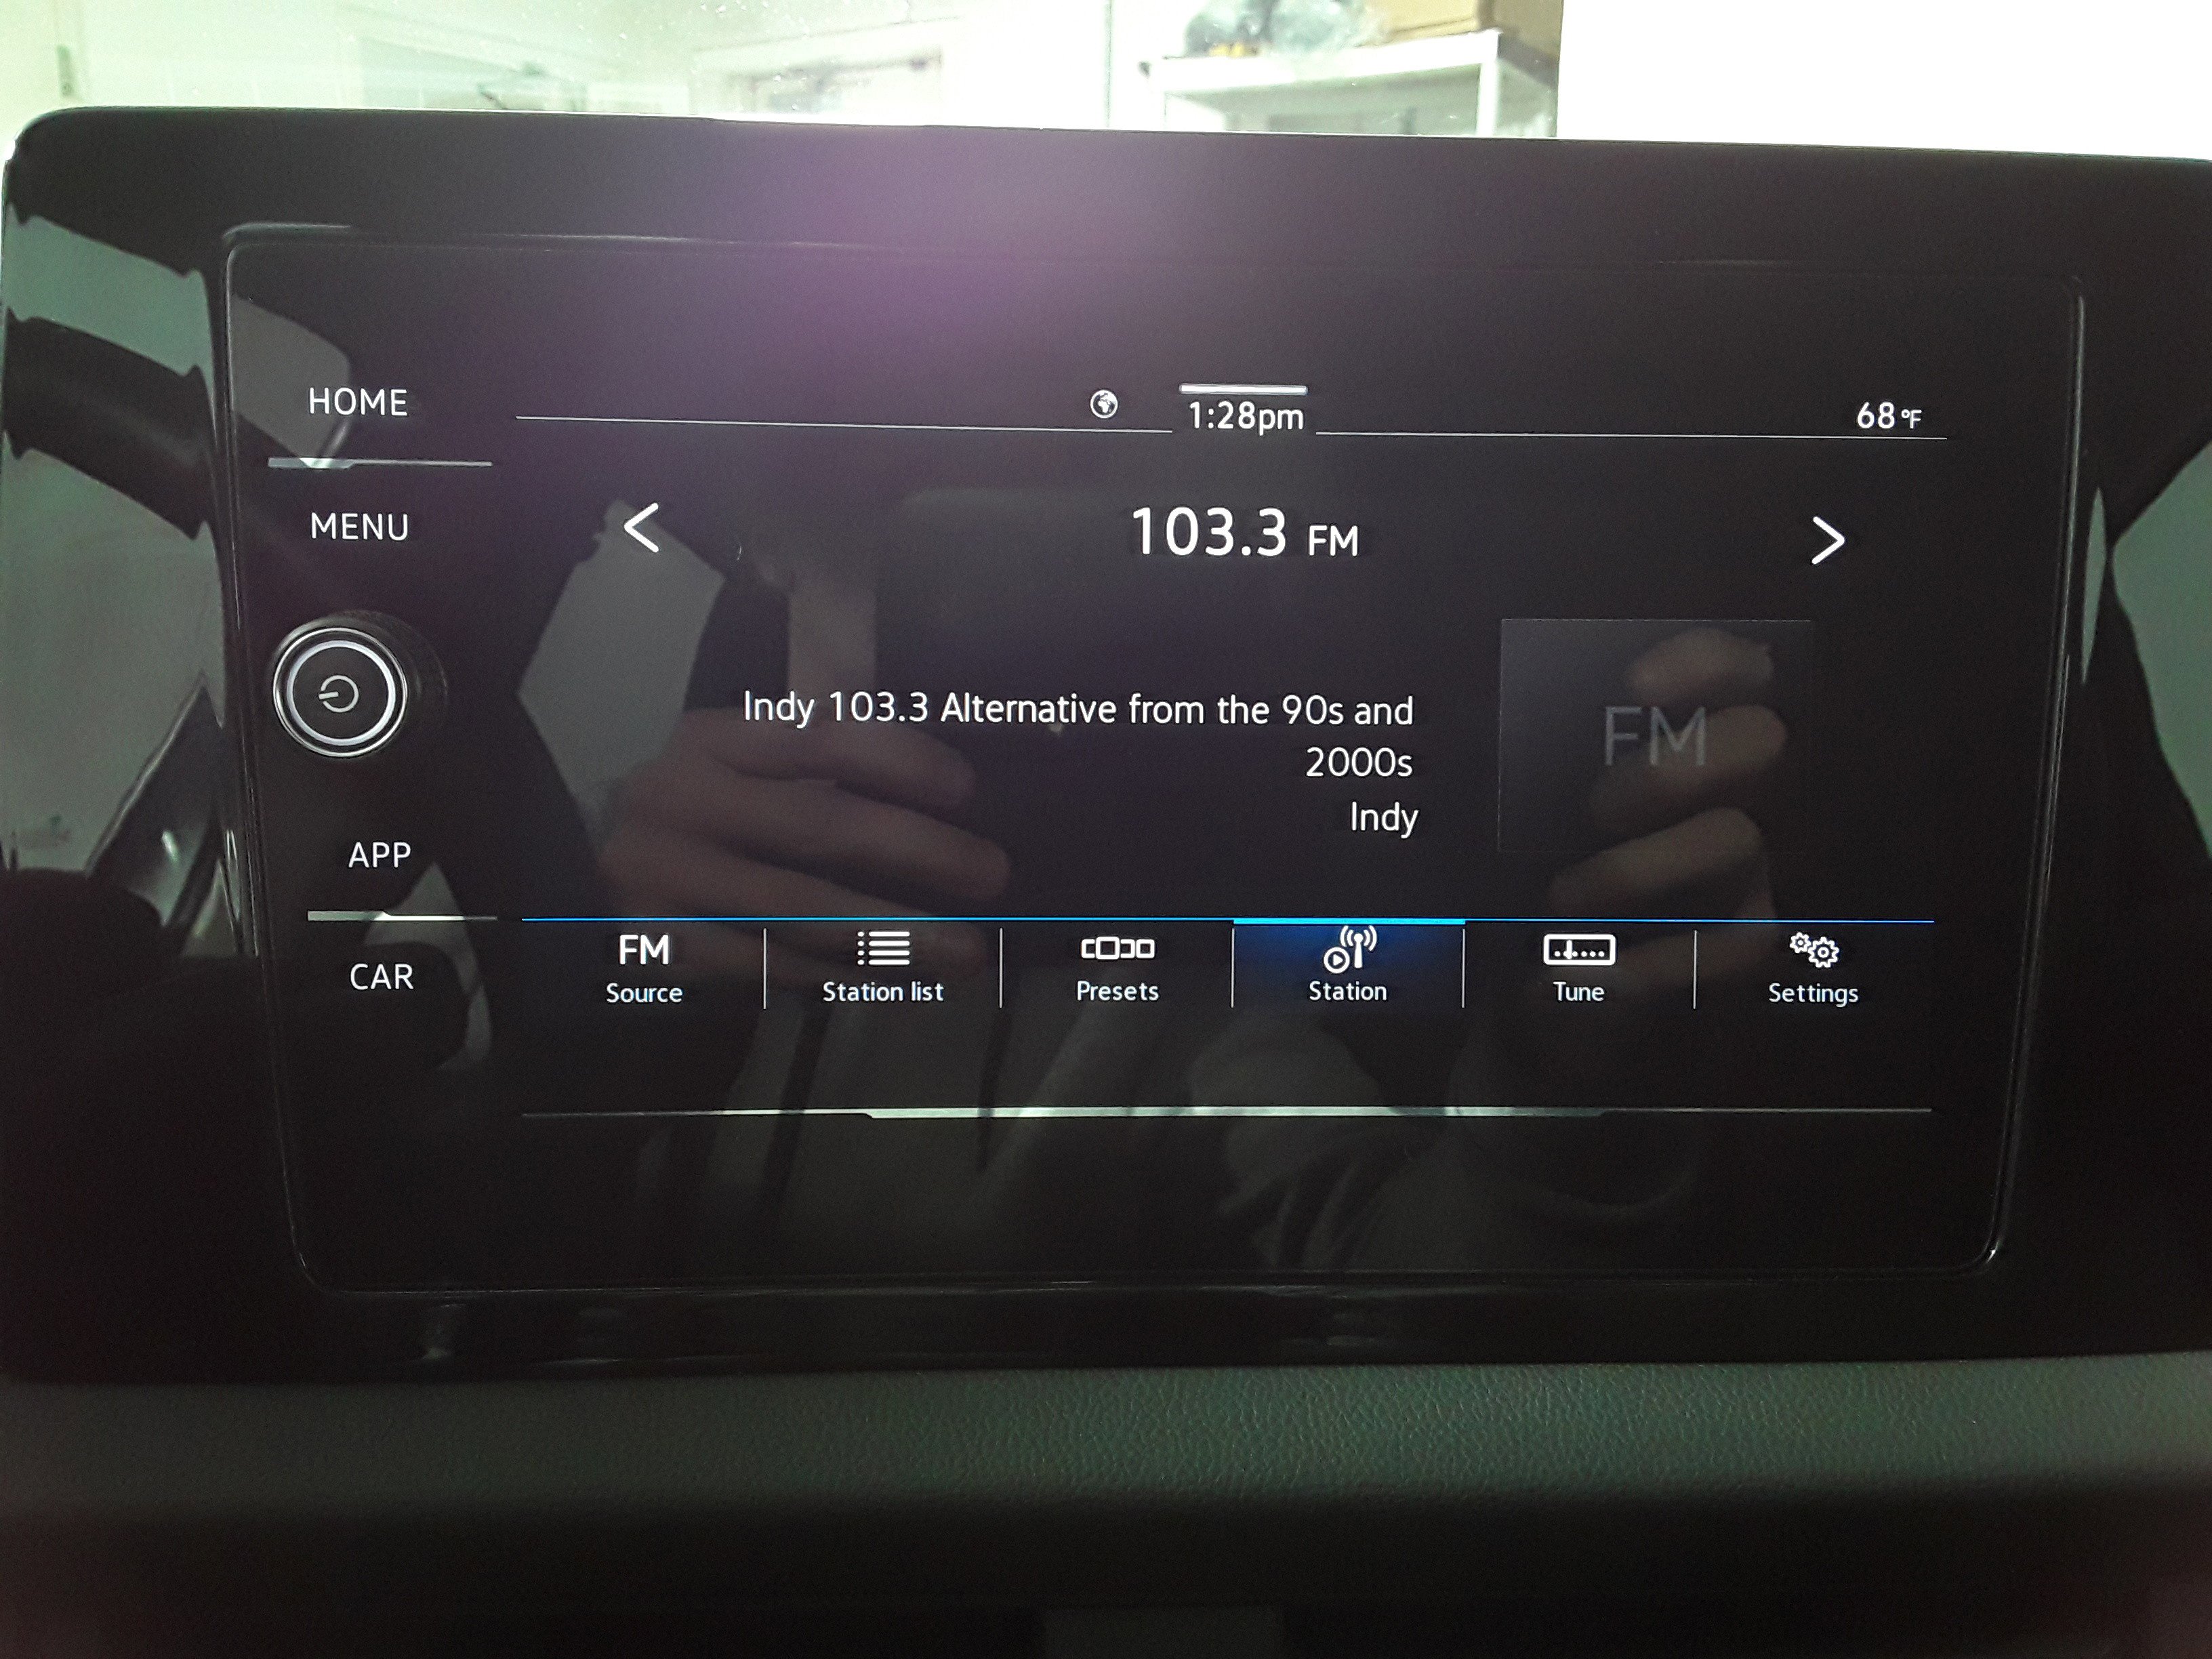 HOME
1:28pm
68°F
MENU
103.3 FM
Indy 103.3 Alternative from the 90s and
2000s
Indy
FM
APP
CAR
FM
Source
Station list
Presets
Station
Tune
Settings